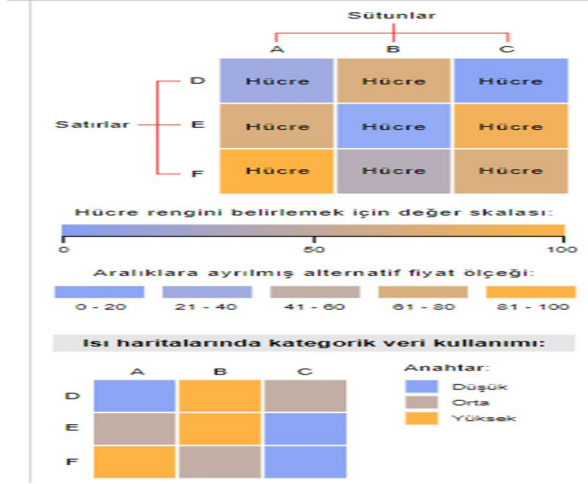 Sütunlar
A B C
D Hücre Hücre Hücre
Satırlar E Hücre Hücre Hücre
F Hücre Hücre Hücre
Hücre rengini belirlemek için değer skalası:
0 50 100
Aralıklara ayrılmış alternatif fiyat ölçeği:
0 - 20 21 - 40 41 - 60 61 - 80 81 - 100
Isı haritalarında kategorik veri kullanımı:
A B C Anahtar:
D Düşük
Orta
E Yüksek
F